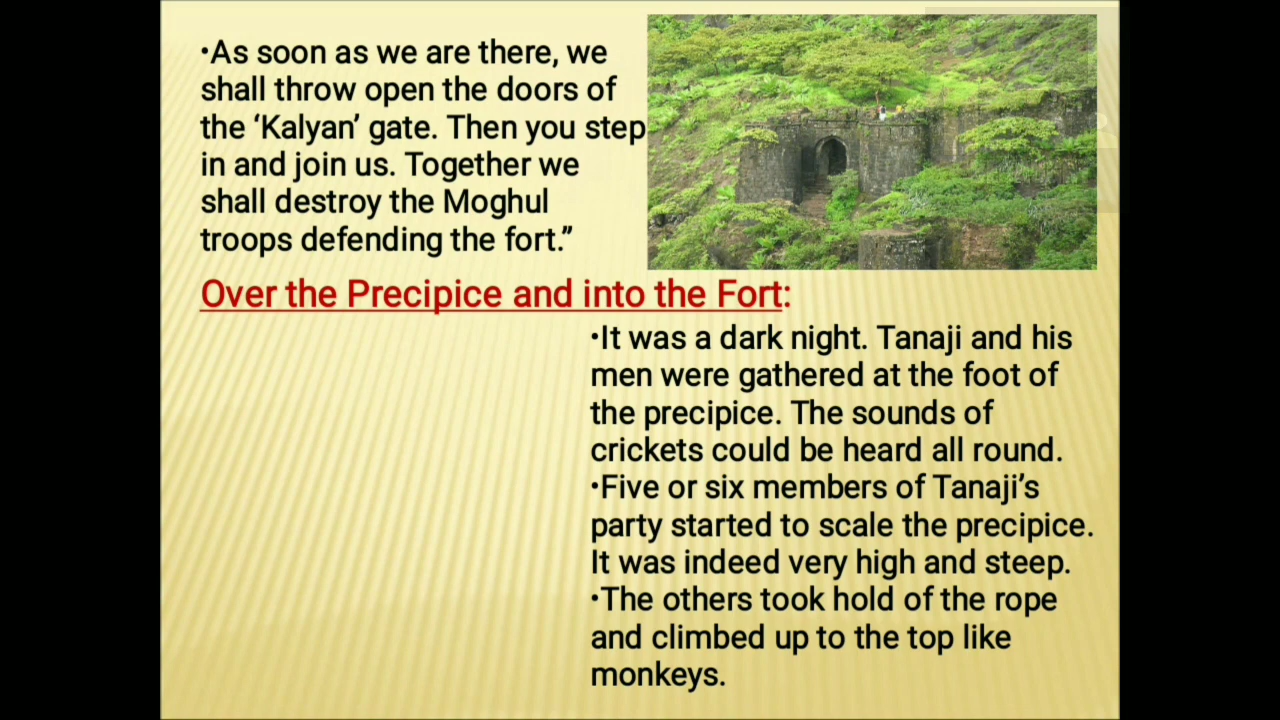 •As soon as we are there, we
shall throw open the doors of
the ‘Kalyan’ gate. Then you step
in and join us. Together we
shall destroy the Moghul
troops defending the fort.”
Over the Precipice and into the Fort:
•It was a dark night. Tanaji and his
men were gathered at the foot of
the precipice. The sounds of
crickets could be heard all round.
•Five or six members of Tanaji’s
party started to scale the precipice.
It was indeed very high and steep.
•The others took hold of the rope
and climbed up to the top like
monkeys.